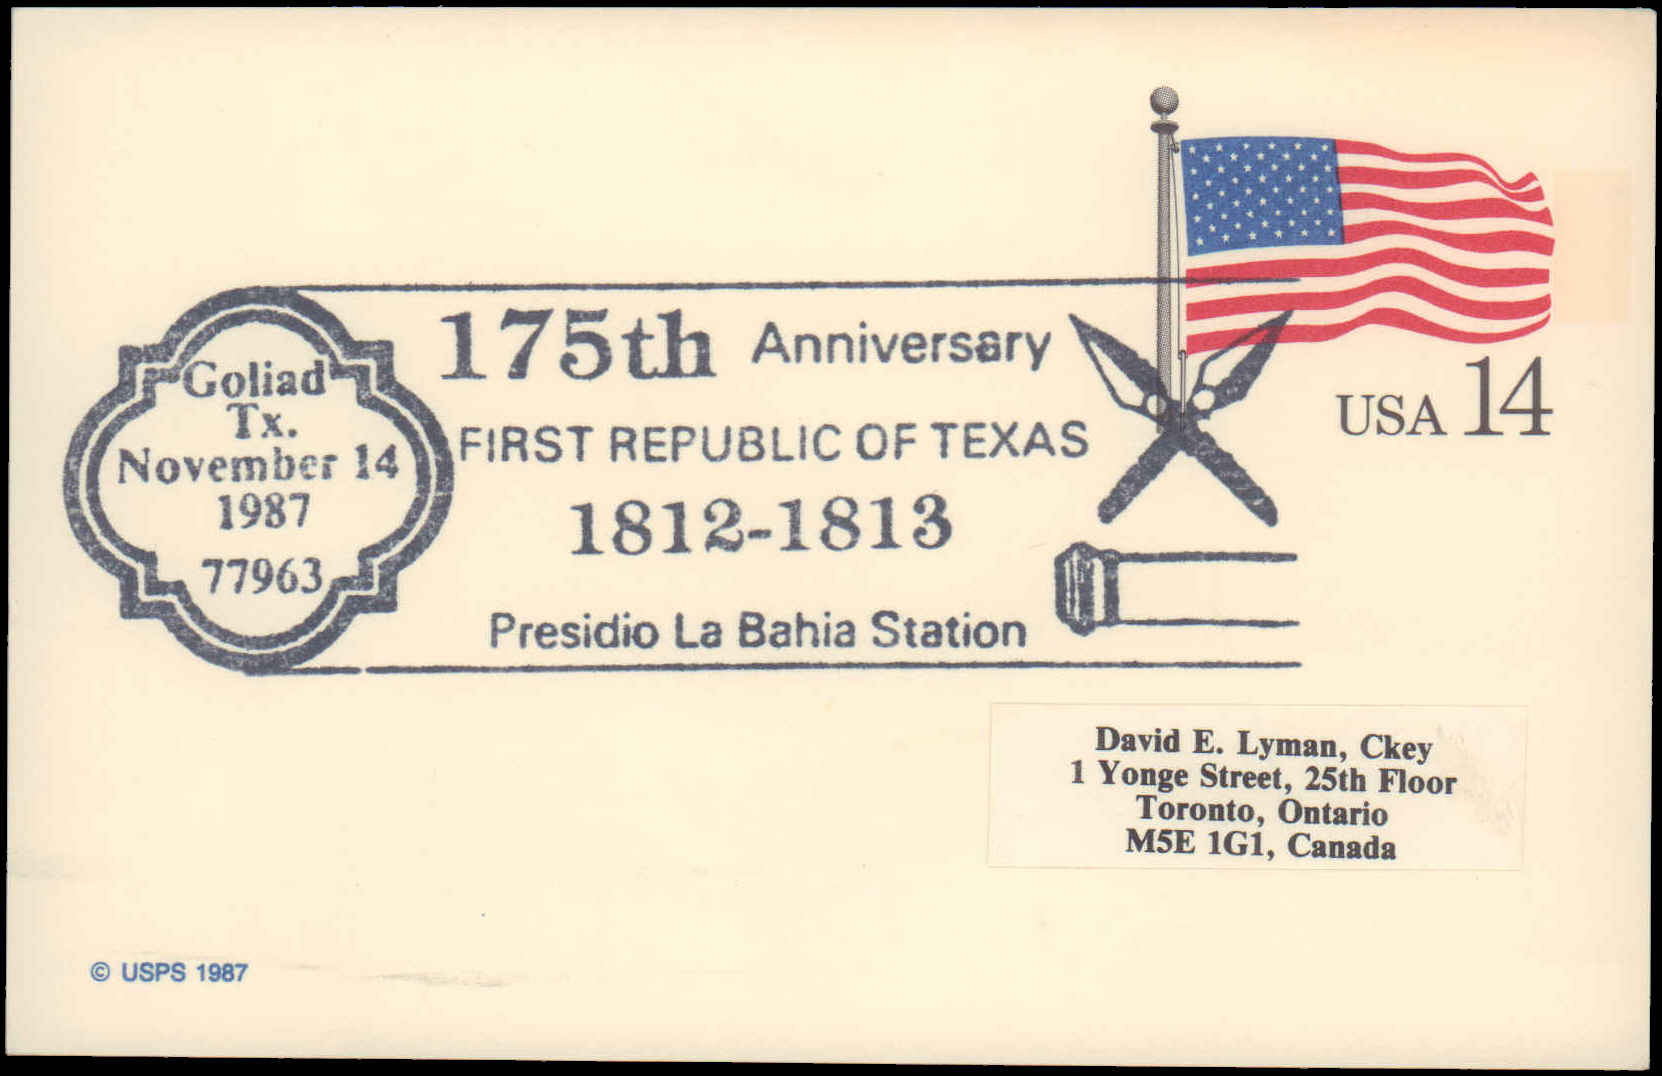 175th Anniversary
FIRST REPUBLIC OF TEXAS
1812-1813
Presidio La Bahia Station
Goliad
Tx.
November 14
1987
77963
USA 14
David E. Lyman, Ckey
1 Yonge Street, 25th Floor
Toronto, Ontario
M5E 1G1, Canada
© USPS 1987